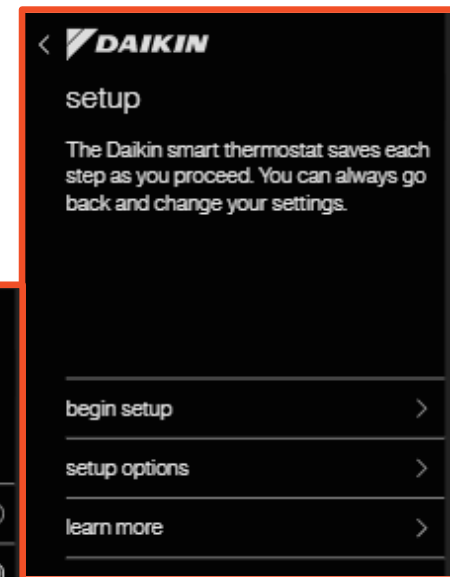 DAIKIN
setup
The Daikin smart thermostat saves each
step as you proceed. You can always go
back and change your settings.
begin setup
setup options
learn more